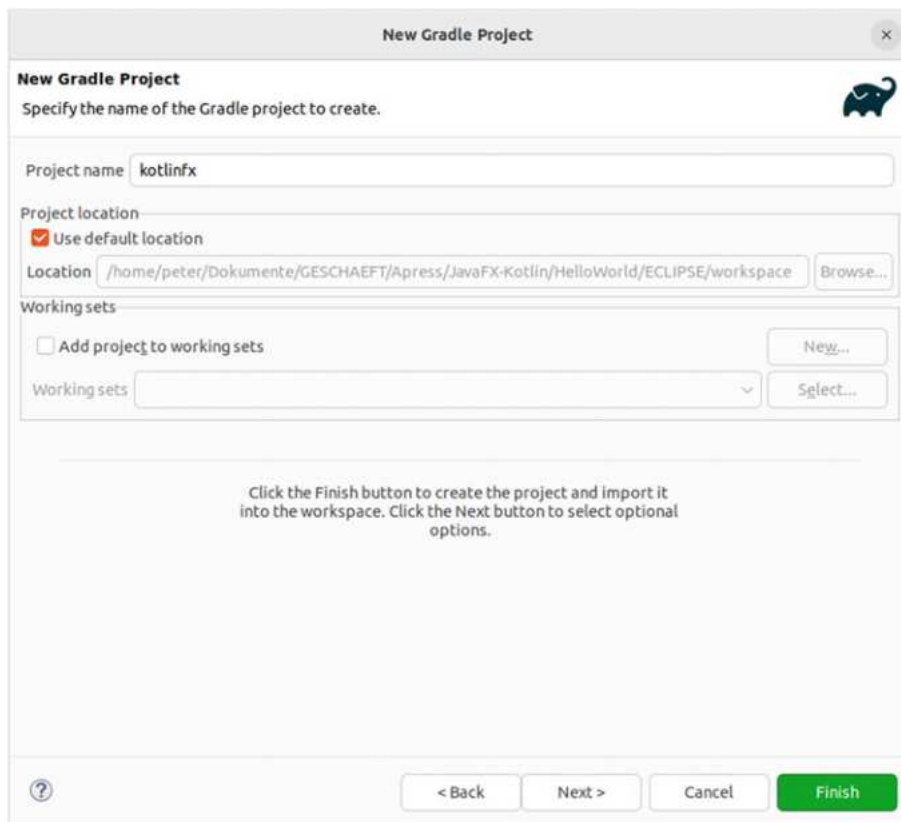 New Gradle Project
New Gradle Project
Specify the name of the Gradle project to create.
Project name kotlinfx
Project location
Use default location
Location /home/peter/Dokumente/GESCHAEFT/Apress/JavaFX-Kotlin/HelloWorld/ECLIPSE/workspace Browse...
Working sets
Add project to working sets New...
Working sets Select...
Click the Finish button to create the project and import it
into the workspace. Click the Next button to select optional
options.
? < Back Next > Cancel Finish